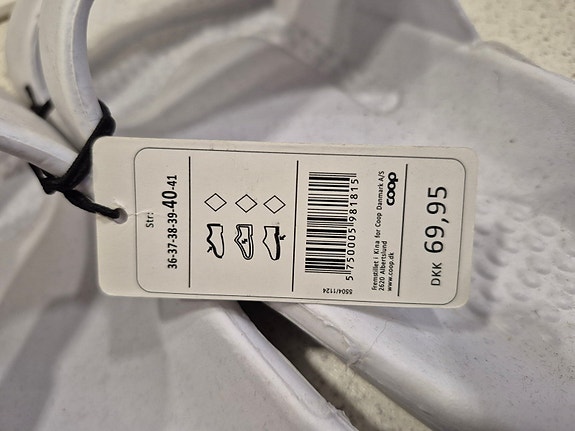 Str:
36-37-38-39-40-41
5 750005 981815
Fremstillet i Kina for Coop Danmark A/S
2620 Albertslund
www.coop.dk
coop
DKK 69,95
5504/1124